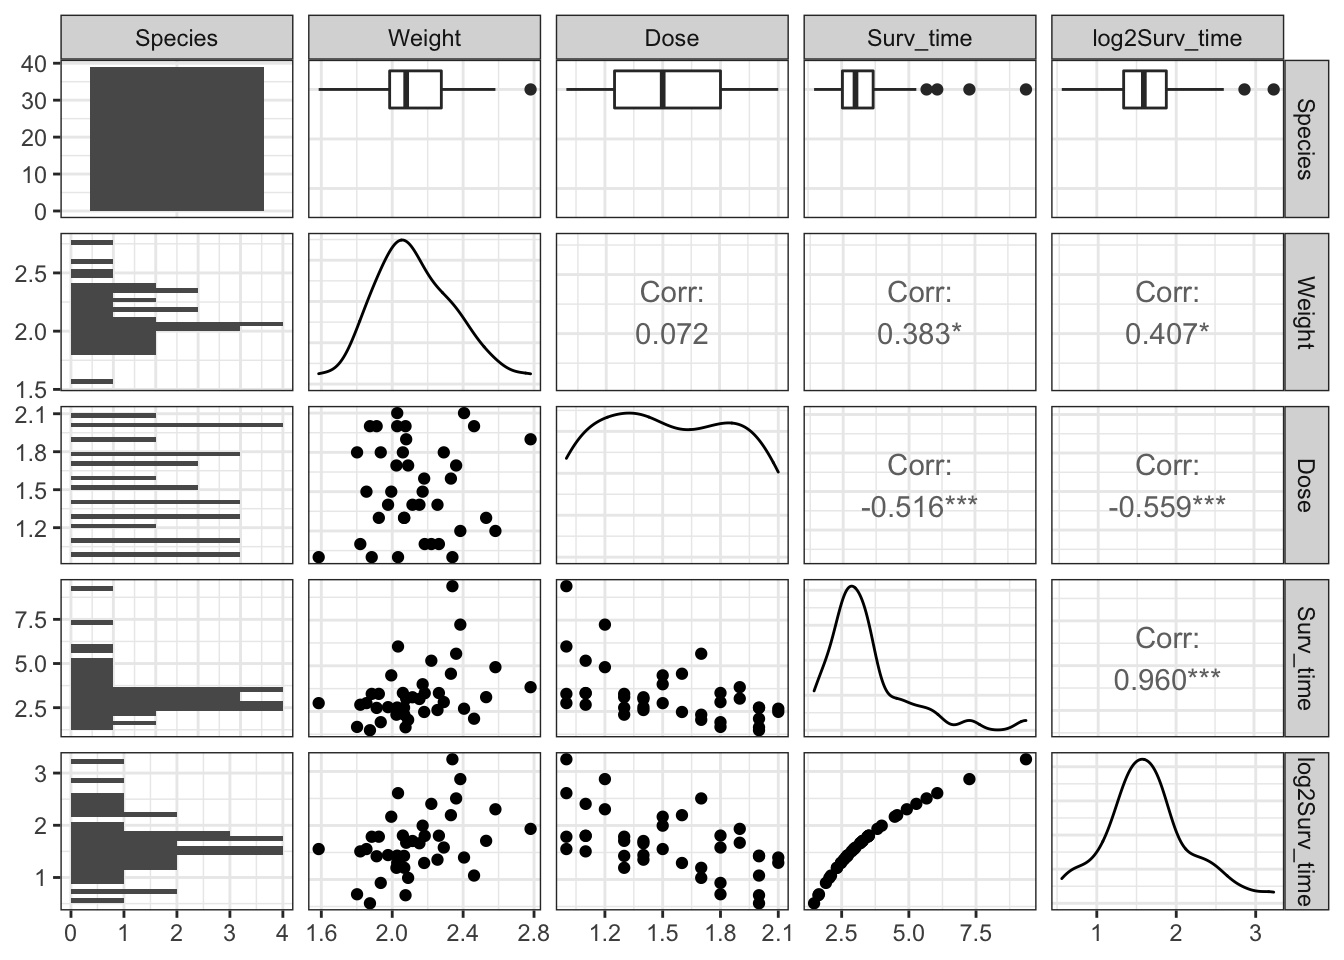 Species Weight Dose Surv_time log2Surv_time
40
30
20
10
0
Species
2.5
2.0
1.5
Corr:
0.072
Corr:
0.383*
Corr:
0.407*
Weight
2.1
1.8
1.5
1.2
Corr:
-0.516***
Corr:
-0.559***
Dose
7.5
5.0
2.5
Corr:
0.960***
Surv_time
3
2
1
log2Surv_time
0 1 2 3 4 1.6 2.0 2.4 2.8 1.2 1.5 1.8 2.1 2.5 5.0 7.5 1 2 3